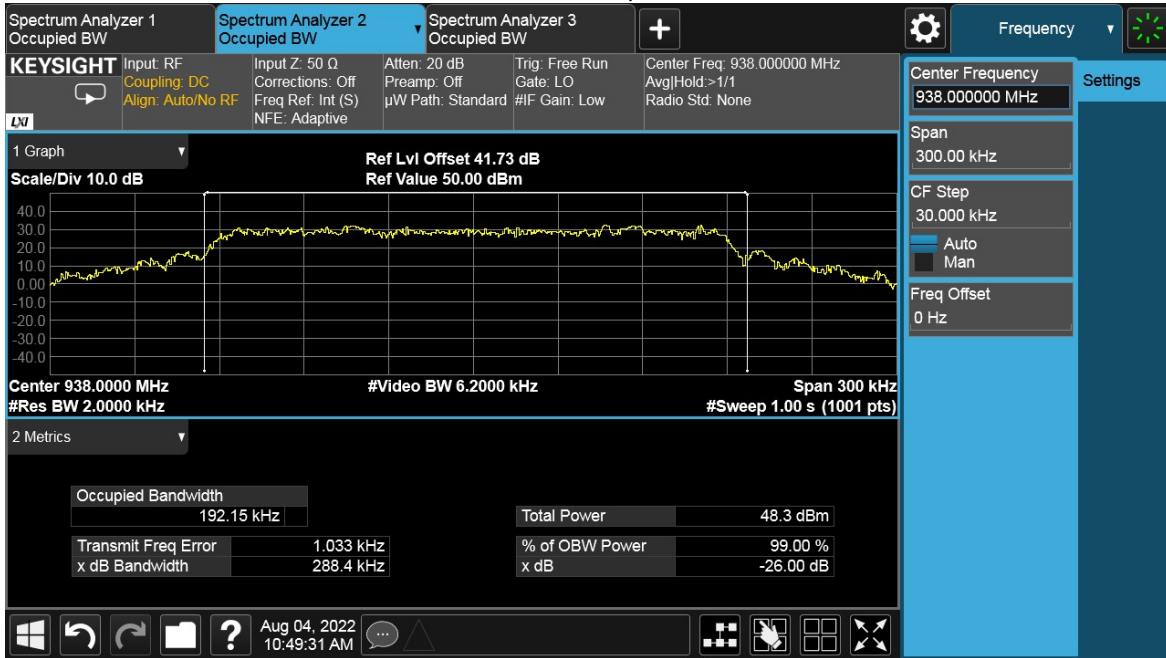 Spectrum Analyzer 1
Occupied BW
Spectrum Analyzer 2
Occupied BW
Spectrum Analyzer 3
Occupied BW
+
Frequency
KEYSIGHT
LXI
Input: RF
Coupling: DC
Align: Auto/No RF
Input Z: 50 Ω
Corrections: Off
Freq Ref: Int (S)
NFE: Adaptive
Atten: 20 dB
Preamp: Off
µW Path: Standard
Trig: Free Run
Gate: LO
#IF Gain: Low
Center Freq: 938.000000 MHz
Avg|Hold:>1/1
Radio Std: None
Center Frequency
938.000000 MHz
Settings
Span
300.00 kHz
CF Step
30.000 kHz
Auto
Man
Freq Offset
0 Hz
1 Graph
Scale/Div 10.0 dB
Ref Lvl Offset 41.73 dB
Ref Value 50.00 dBm
40.0
30.0
20.0
10.0
0.00
-10.0
-20.0
-30.0
-40.0
Center 938.0000 MHz
#Res BW 2.0000 kHz
#Video BW 6.2000 kHz
Span 300 kHz
#Sweep 1.00 s (1001 pts)
2 Metrics
Occupied Bandwidth
192.15 kHz
Total Power 48.3 dBm
Transmit Freq Error 1.033 kHz
% of OBW Power 99.00 %
x dB Bandwidth 288.4 kHz
x dB -26.00 dB
?
Aug 04, 2022
10:49:31 AM